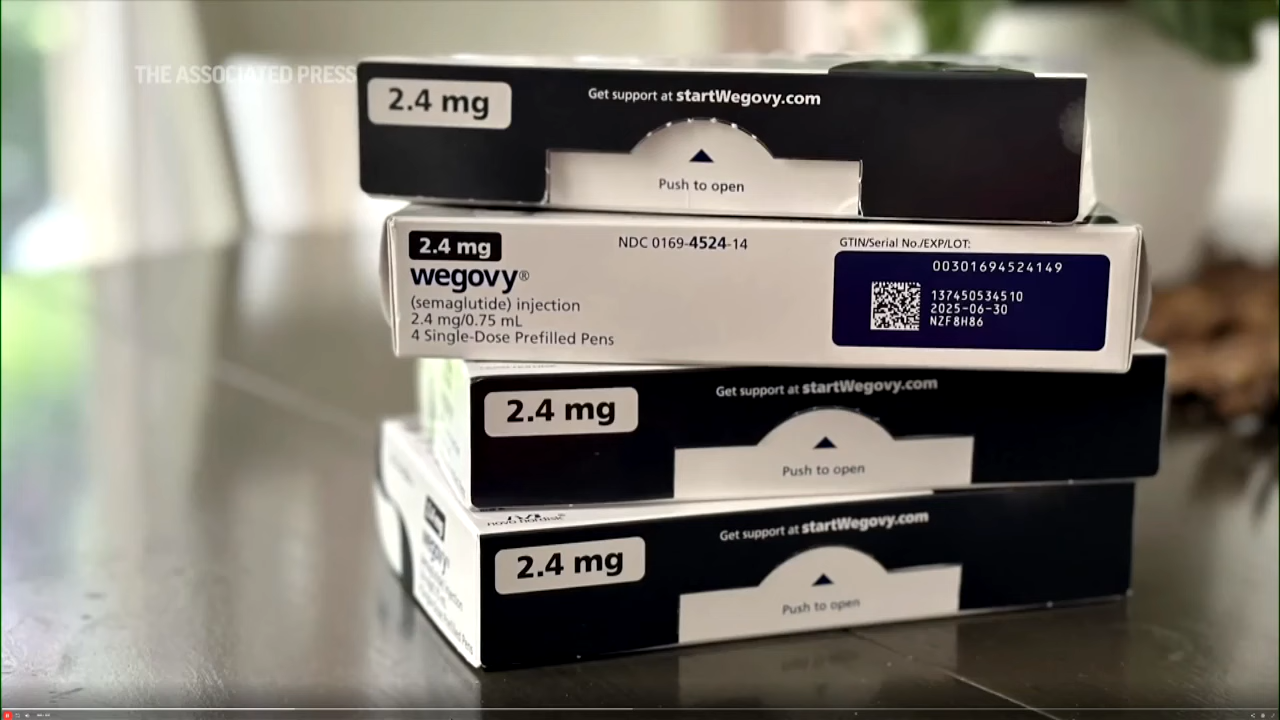 THE ASSOCIATED PRESS
2.4 mg
Get support at startWegovy.com
Push to open
2.4 mg
wegovy®
(semaglutide) injection
2.4 mg/0.75 mL
4 Single-Dose Prefilled Pens
NDC 0169-4524-14
GTIN/Serial No./EXP/LOT:
00301694524149
137450534510
2025-06-30
NZF8H86
2.4 mg
Get support at startWegovy.com
Push to open
novo nordisk®
wegovy®
2.4 mg
Get support at startWegovy.com
Push to open